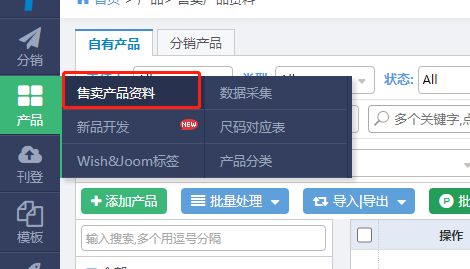 首页 > 产品 > 售卖产品资料
自有产品 分销产品
分销
All 类型: All 状态: All
售卖产品资料 数据采集
产品
新品开发 NEW 尺码对应表
多个关键字,点
Wish&Joom标签 产品分类
刊登
添加产品 批量处理 导入|导出 批
模板
输入搜索,多个用逗号分隔
操作